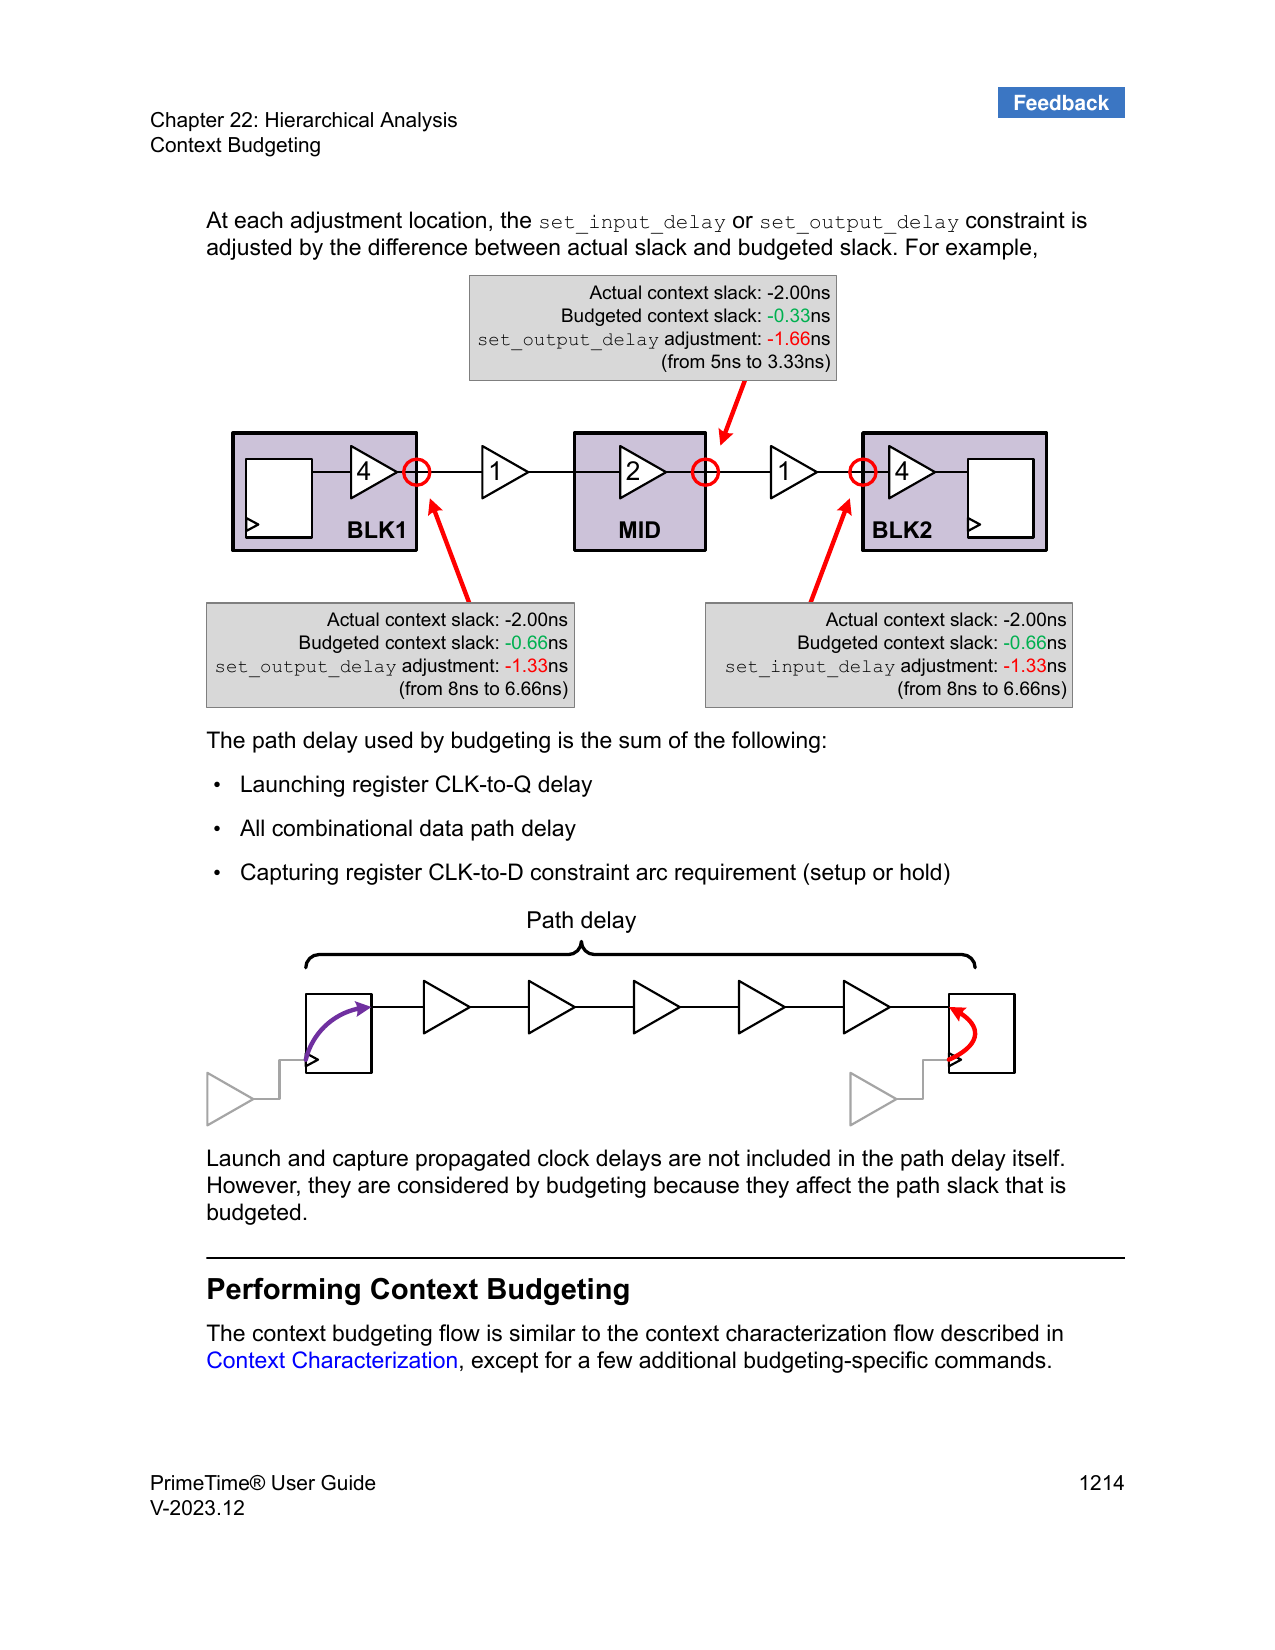 Feedback
Chapter 22: Hierarchical Analysis
Context Budgeting
At each adjustment location, the set_input_delay or set_output_delay constraint is
adjusted by the difference between actual slack and budgeted slack. For example,
Actual context slack: -2.00ns
Budgeted context slack: -0.33ns
set_output_delay adjustment: -1.66ns
(from 5ns to 3.33ns)
4 1 2 1 4
BLK1 MID BLK2
Actual context slack: -2.00ns
Budgeted context slack: -0.66ns
set_output_delay adjustment: -1.33ns
(from 8ns to 6.66ns)
Actual context slack: -2.00ns
Budgeted context slack: -0.66ns
set_input_delay adjustment: -1.33ns
(from 8ns to 6.66ns)
The path delay used by budgeting is the sum of the following:
• Launching register CLK-to-Q delay
• All combinational data path delay
• Capturing register CLK-to-D constraint arc requirement (setup or hold)
Path delay
Launch and capture propagated clock delays are not included in the path delay itself.
However, they are considered by budgeting because they affect the path slack that is
budgeted.
Performing Context Budgeting
The context budgeting flow is similar to the context characterization flow described in
Context Characterization, except for a few additional budgeting-specific commands.
PrimeTime® User Guide 1214
V-2023.12